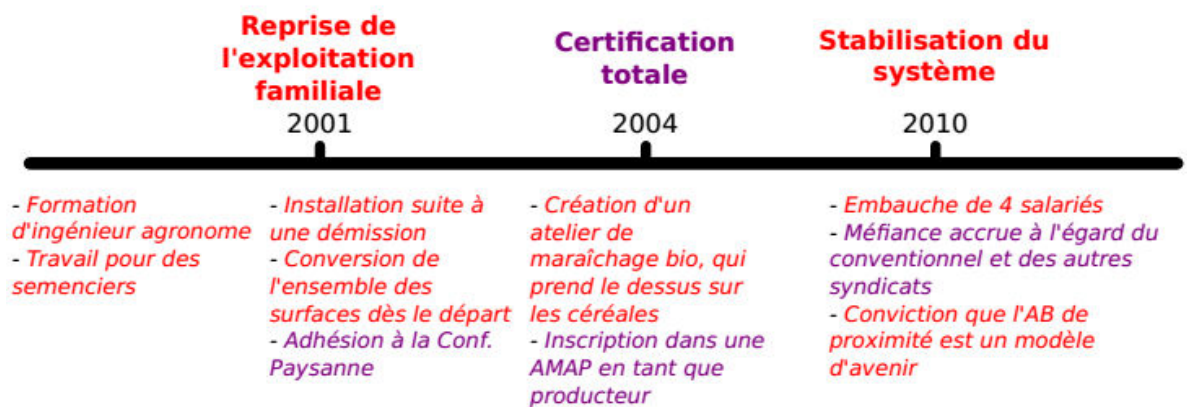 Reprise de
l'exploitation
familiale
2001
Certification
totale
2004
Stabilisation du
système
2010
- Formation
d'ingénieur agronome
- Travail pour des
semenciers
- Installation suite à
une démission
- Conversion de
l'ensemble des
surfaces dès le départ
- Adhésion à la Conf.
Paysanne
- Création d'un
atelier de
maraîchage bio, qui
prend le dessus sur
les céréales
- Inscription dans une
AMAP en tant que
producteur
- Embauche de 4 salariés
- Méfiance accrue à l'égard du
conventionnel et des autres
syndicats
- Conviction que l'AB de
proximité est un modèle
d'avenir